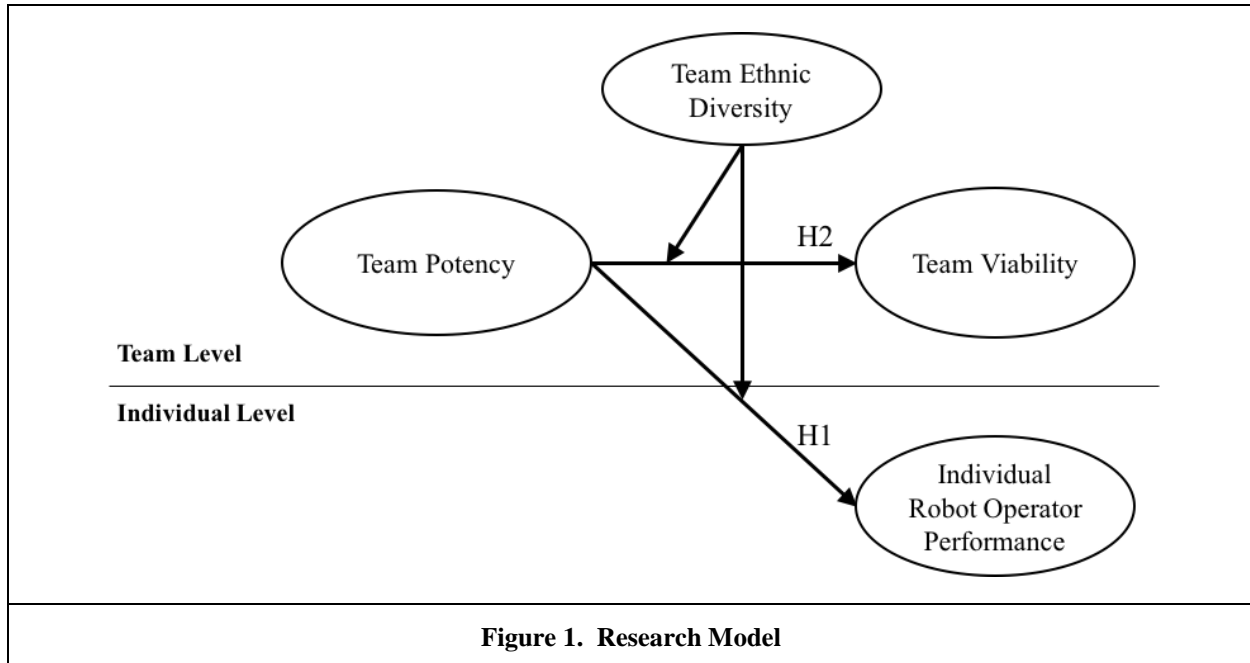 Team Ethnic
Diversity
H2
Team Potency
Team Viability
Team Level
Individual Level
H1
Individual
Robot Operator
Performance
Figure 1. Research Model